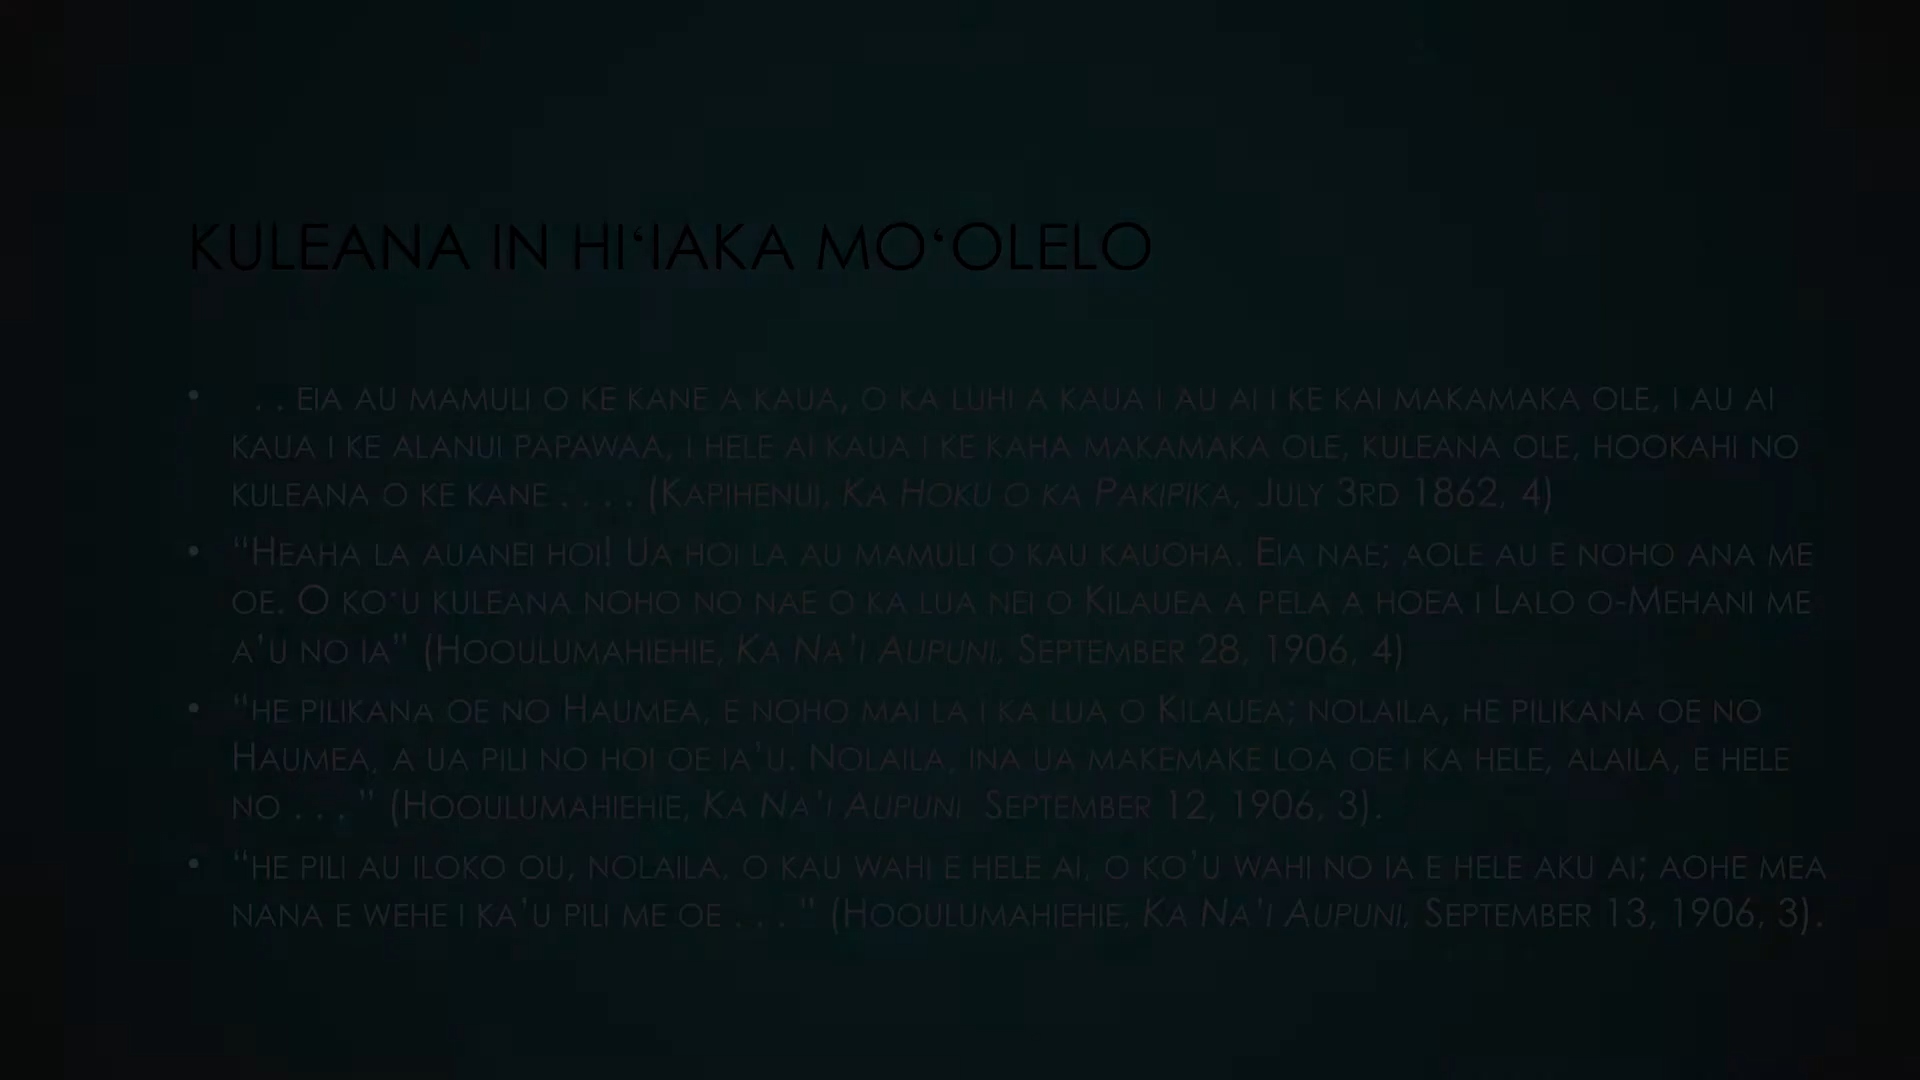 KULEANA IN HIʻIAKA MOʻOLELO
• . . EIA AU MAMULI O KE KANE A KAUA, O KA LUHI A KAUA I AU AI I KE KAI MAKAMAKA OLE, I AU AI
KAUA I KE ALANUI PAPAWAA, I HELE AI KAUA I KE KAHA MAKAMAKA OLE, KULEANA OLE, HOOKAHI NO
KULEANA O KE KANE . . . . (KAPIHENUI, KA HOKU O KA PAKIPIKA, JULY 3RD 1862, 4)
• “HEAHA LA AUANEI HOI! UA HOI LA AU MAMULI O KAU KAUOHA. EIA NAE; AOLE AU E NOHO ANA ME
OE. O KO'U KULEANA NOHO NO NAE O KA LUA NEI O KILAUEA A PELA A HOEA I LALO O-MEHANI ME
A’U NO IA” (HOOULUMAHIEHIE, KA NA’I AUPUNI, SEPTEMBER 28, 1906, 4)
• “HE PILIKANA OE NO HAUMEA, E NOHO MAI LA I KA LUA O KILAUEA; NOLAILA, HE PILIKANA OE NO
HAUMEA, A UA PILI NO HOI OE IA’U. NOLAILA, INA UA MAKEMAKE LOA OE I KA HELE, ALAILA, E HELE
NO . . . ” (HOOULUMAHIEHIE, KA NA’I AUPUNI SEPTEMBER 12, 1906, 3).
• “HE PILI AU ILOKO OU, NOLAILA, O KAU WAHI E HELE AI, O KO’U WAHI NO IA E HELE AKU AI; AOHE MEA
NANA E WEHE I KA’U PILI ME OE . . . ” (HOOULUMAHIEHIE, KA NA’I AUPUNI, SEPTEMBER 13, 1906, 3).